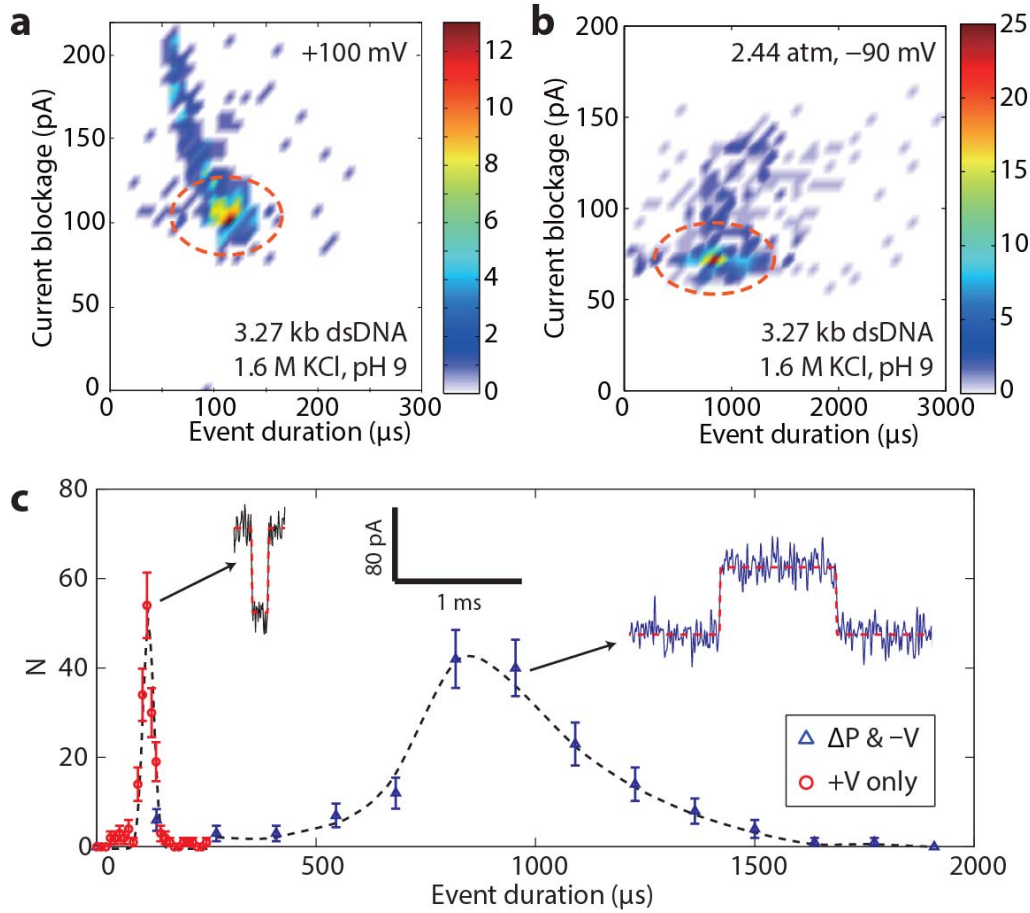 a
+100 mV
Current blockage (pA)
200
150
100
50
0
3.27 kb dsDNA
1.6 M KCl, pH 9
0 100 200 300
Event duration (µs)
12
10
8
6
4
2
0
b
2.44 atm, −90 mV
Current blockage (pA)
200
150
100
50
0
3.27 kb dsDNA
1.6 M KCl, pH 9
0 1000 2000 3000
Event duration (µs)
25
20
15
10
5
0
c
80
60
40
20
0
N
80 pA
1 ms
ΔP & −V
+V only
0 500 1000 1500 2000
Event duration (µs)